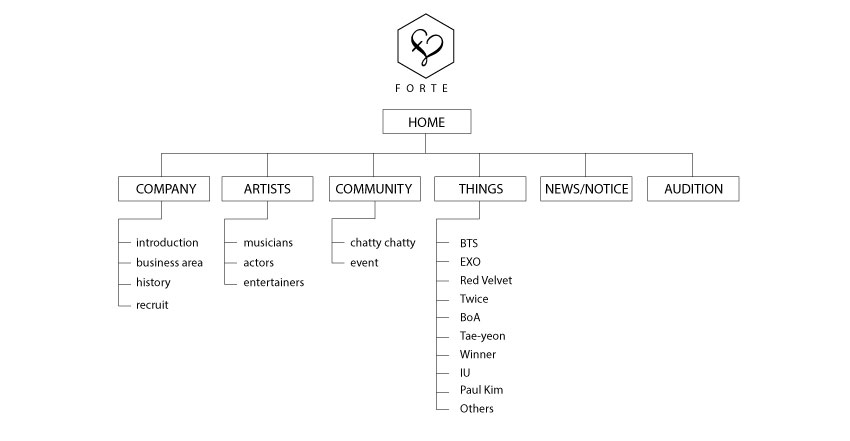 FORTE
HOME
COMPANY
introduction
business area
history
recruit
ARTISTS
musicians
actors
entertainers
COMMUNITY
chatty chatty
event
THINGS
BTS
EXO
Red Velvet
Twice
BoA
Tae-yeon
Winner
IU
Paul Kim
Others
NEWS/NOTICE
AUDITION